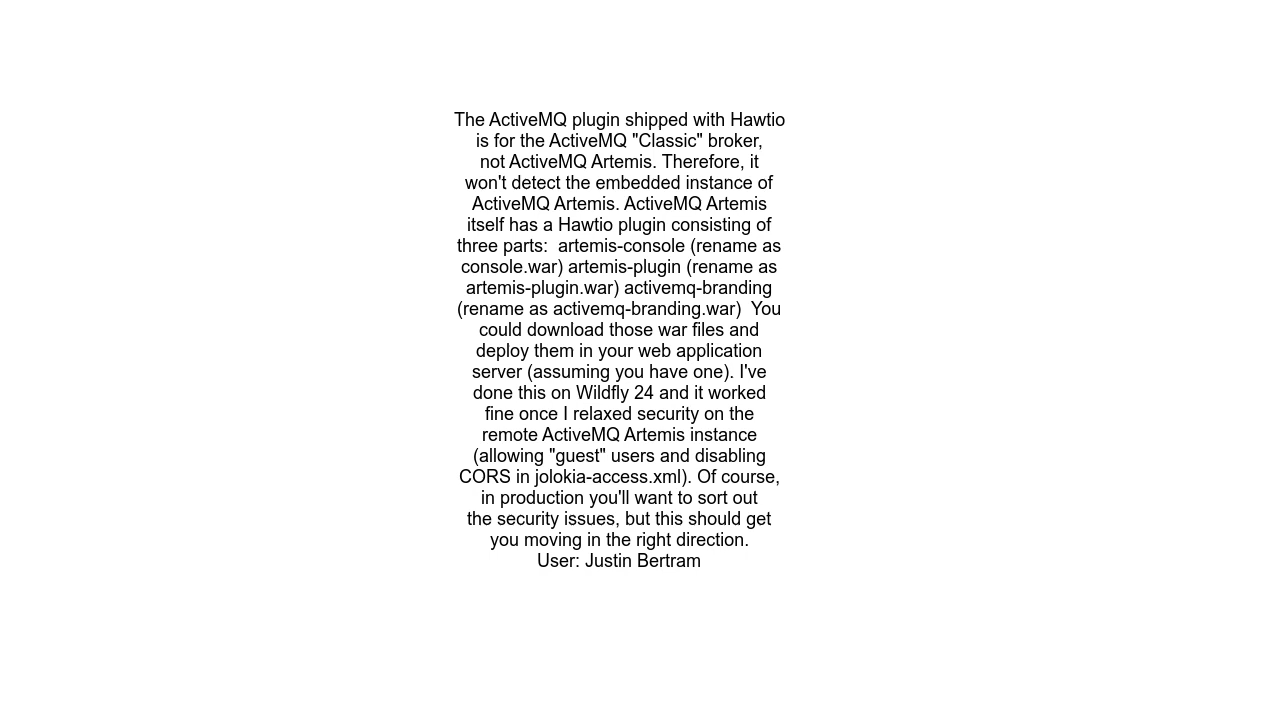 The ActiveMQ plugin shipped with Hawtio
is for the ActiveMQ "Classic" broker,
not ActiveMQ Artemis. Therefore, it
won't detect the embedded instance of
ActiveMQ Artemis. ActiveMQ Artemis
itself has a Hawtio plugin consisting of
three parts:  artemis-console (rename as
console.war) artemis-plugin (rename as
artemis-plugin.war) activemq-branding
(rename as activemq-branding.war)  You
could download those war files and
deploy them in your web application
server (assuming you have one). I've
done this on Wildfly 24 and it worked
fine once I relaxed security on the
remote ActiveMQ Artemis instance
(allowing "guest" users and disabling
CORS in jolokia-access.xml). Of course,
in production you'll want to sort out
the security issues, but this should get
you moving in the right direction.
User: Justin Bertram